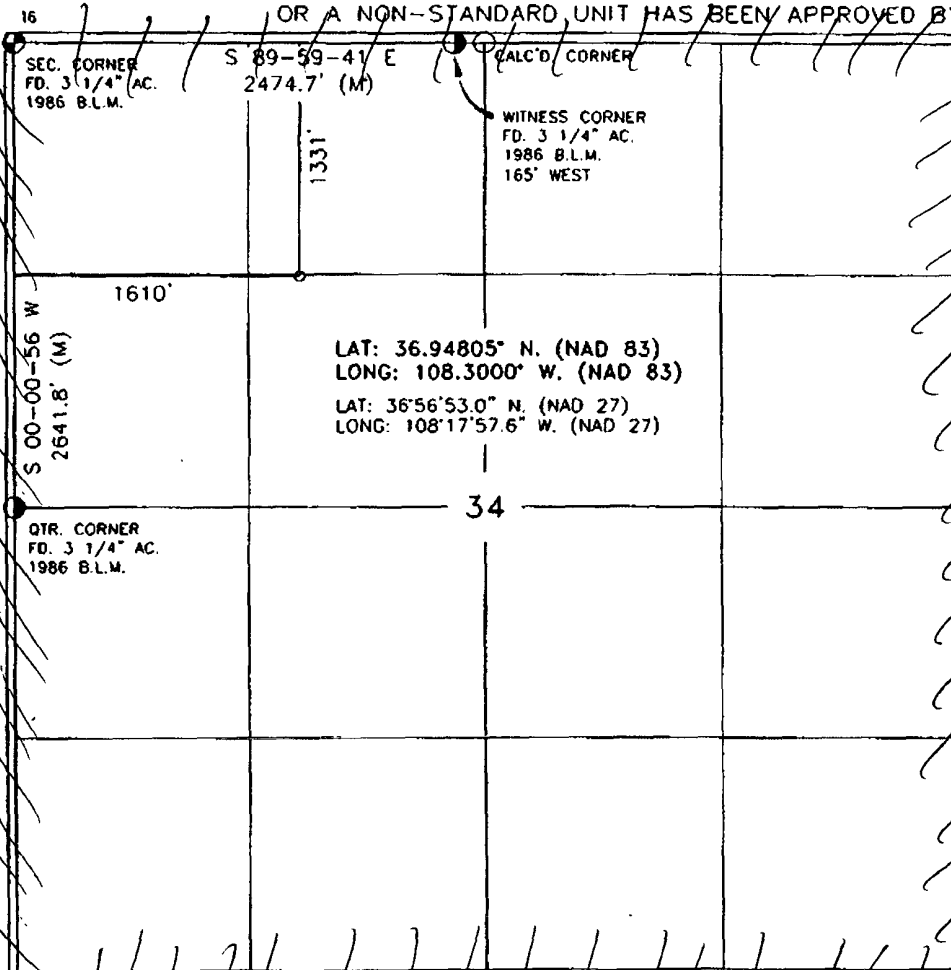 OR A NON-STANDARD UNIT HAS BEEN APPROVED BY
16
SEC. CORNER
FD. 3 1/4" AC.
1986 B.L.M.
S 89-59-41 E
2474.7' (M)
CALC'D. CORNER
WITNESS CORNER
FD. 3 1/4" AC.
1986 B.L.M.
165' WEST
1331'
1610'
S 00-00-56 W
2641.8' (M)
LAT: 36.94805° N. (NAD 83)
LONG: 108.3000° W. (NAD 83)
LAT: 36°56'53.0" N. (NAD 27)
LONG: 108°17'57.6" W. (NAD 27)
34
QTR. CORNER
FD. 3 1/4" AC.
1986 B.L.M.